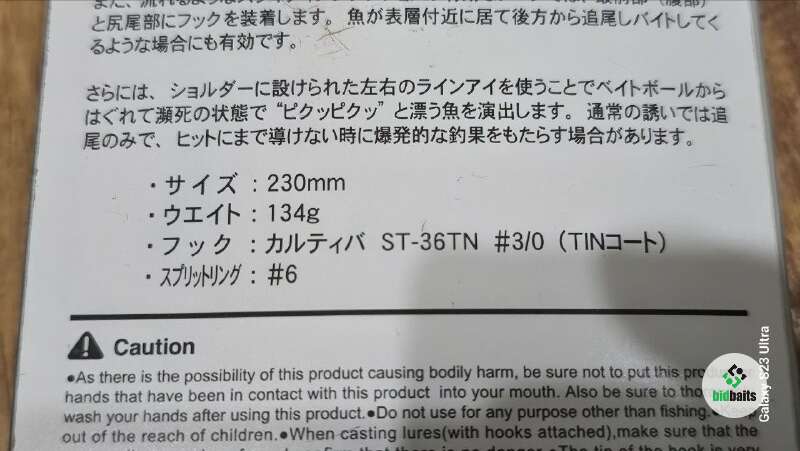 と尻尾部にフックを装着します。魚が表層付近に居て後方から追尾しバイトしてく
るような場合にも有効です。
さらには、ショルダーに設けられた左右のラインアイを使うことでベイトボールから
はぐれて瀕死の状態で“ピクッピクッ”と漂う魚を演出します。通常の誘いでは追
尾のみで、ヒットにまで導けない時に爆発的な釣果をもたらす場合があります。
・サイズ：230mm
・ウエイト：134g
・フック：カルティバ ST-36TN #3/0（TINコート）
・スプリットリング：#6
Caution
●As there is the possibility of this product causing bodily harm, be sure not to put this
hands that have been in contact with this product into your mouth. Also be sure to
wash your hands after using this product.●Do not use for any purpose other than fishing.
out of the reach of children.●When casting lures(with hooks attached),make sure that the
bidbaits
Galaxy S23 Ultra